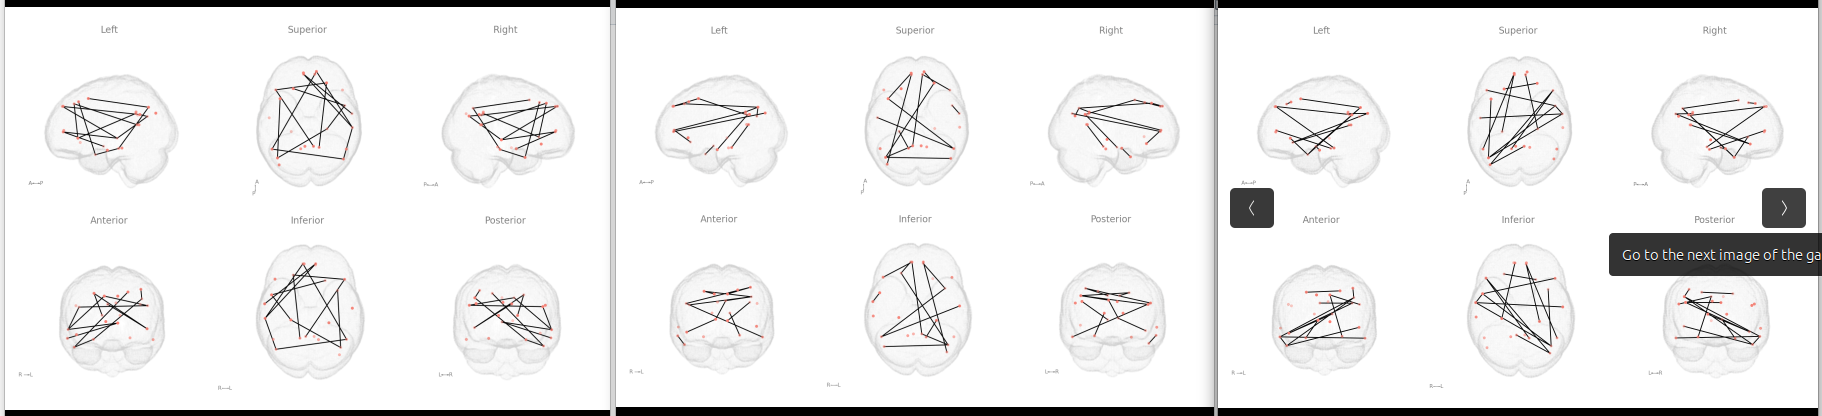 Left Superior Right
A⟷P
A
P
P⟷A
Anterior Inferior Posterior
R⟷L
R⟷L
L⟷R
Left Superior Right
A⟷P
A
P
P⟷A
Anterior Inferior Posterior
R⟷L
R⟷L
L⟷R
Left Superior Right
A⟷P
A
P
P⟷A
Anterior Inferior Posterior
Go to the next image of the ga
R⟷L
R⟷L
L⟷R